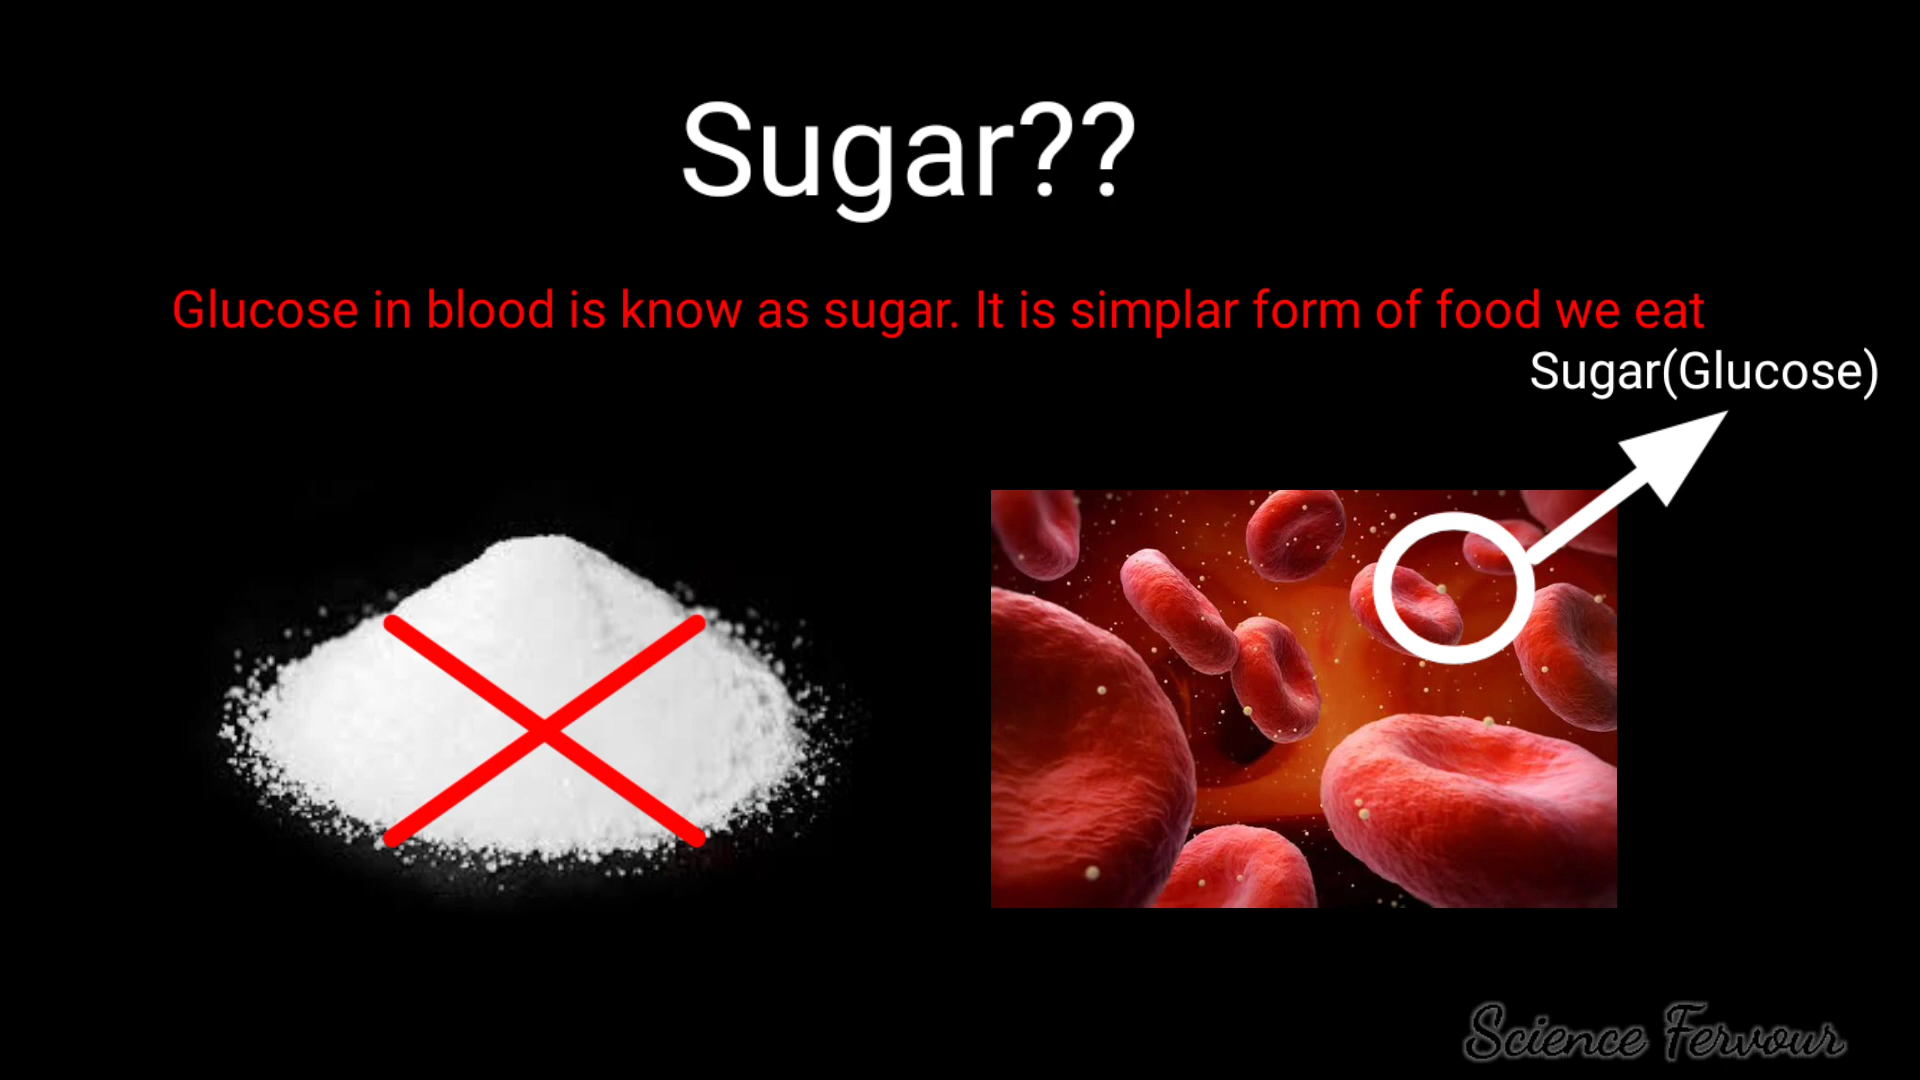 Sugar??
Glucose in blood is know as sugar. It is simplar form of food we eat
Sugar(Glucose)
Science Fervour